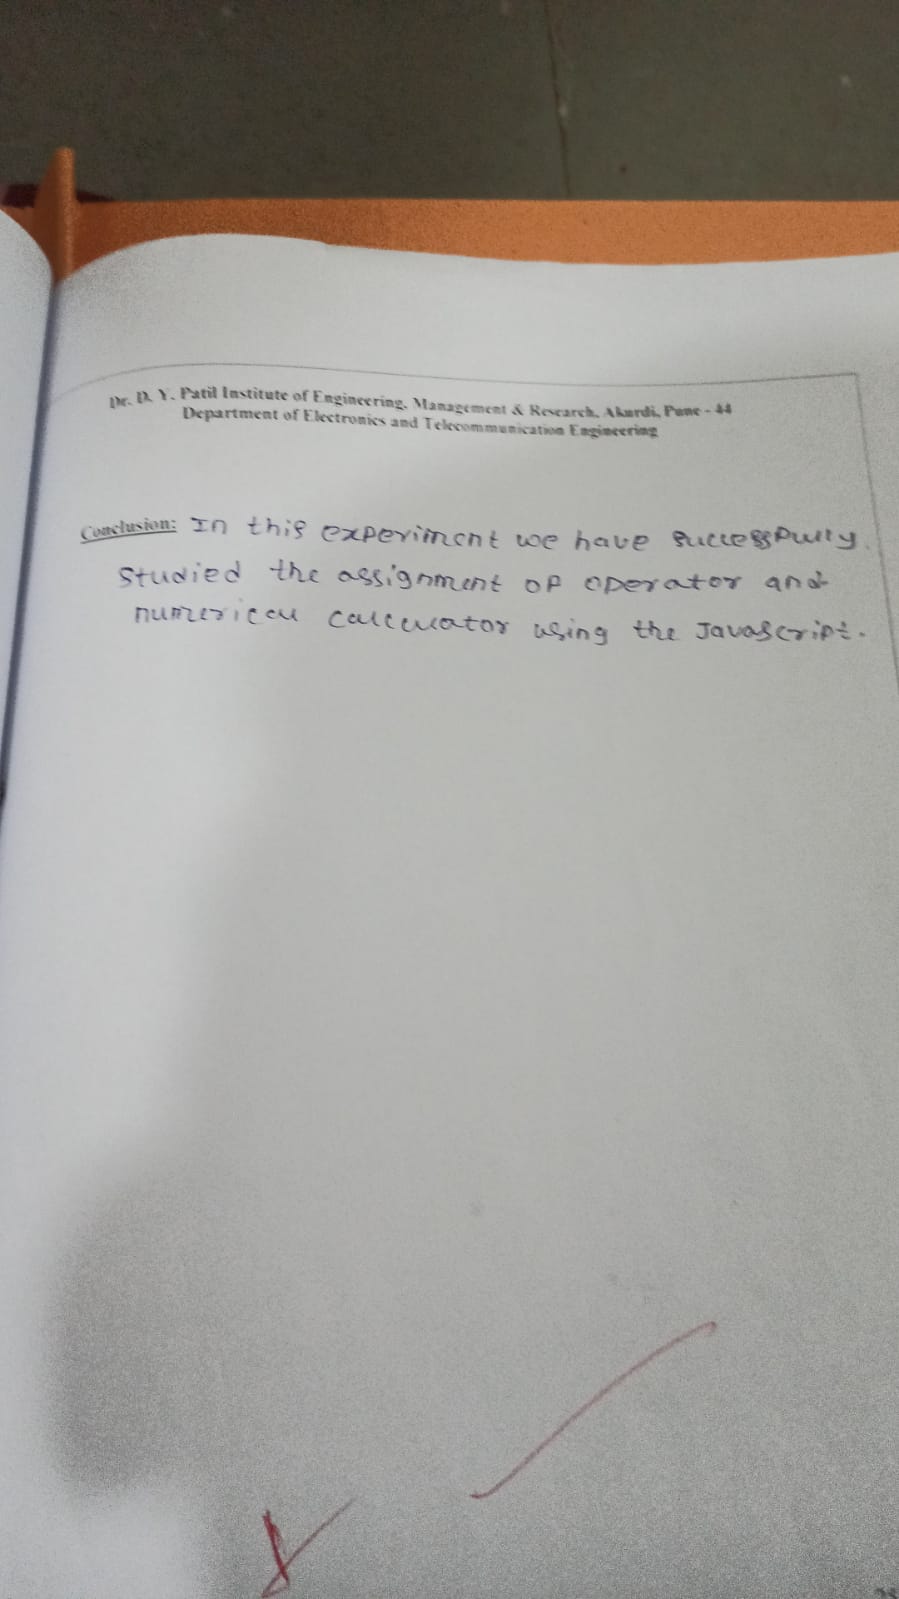 Dr. D. Y. Patil Institute of Engineering, Management & Research, Akurdi, Pune - 44
Department of Electronics and Telecommunication Engineering
Conclusion: In this experiment we have successfully
studied the assignment of operator and
numerical calculator using the Javascript.